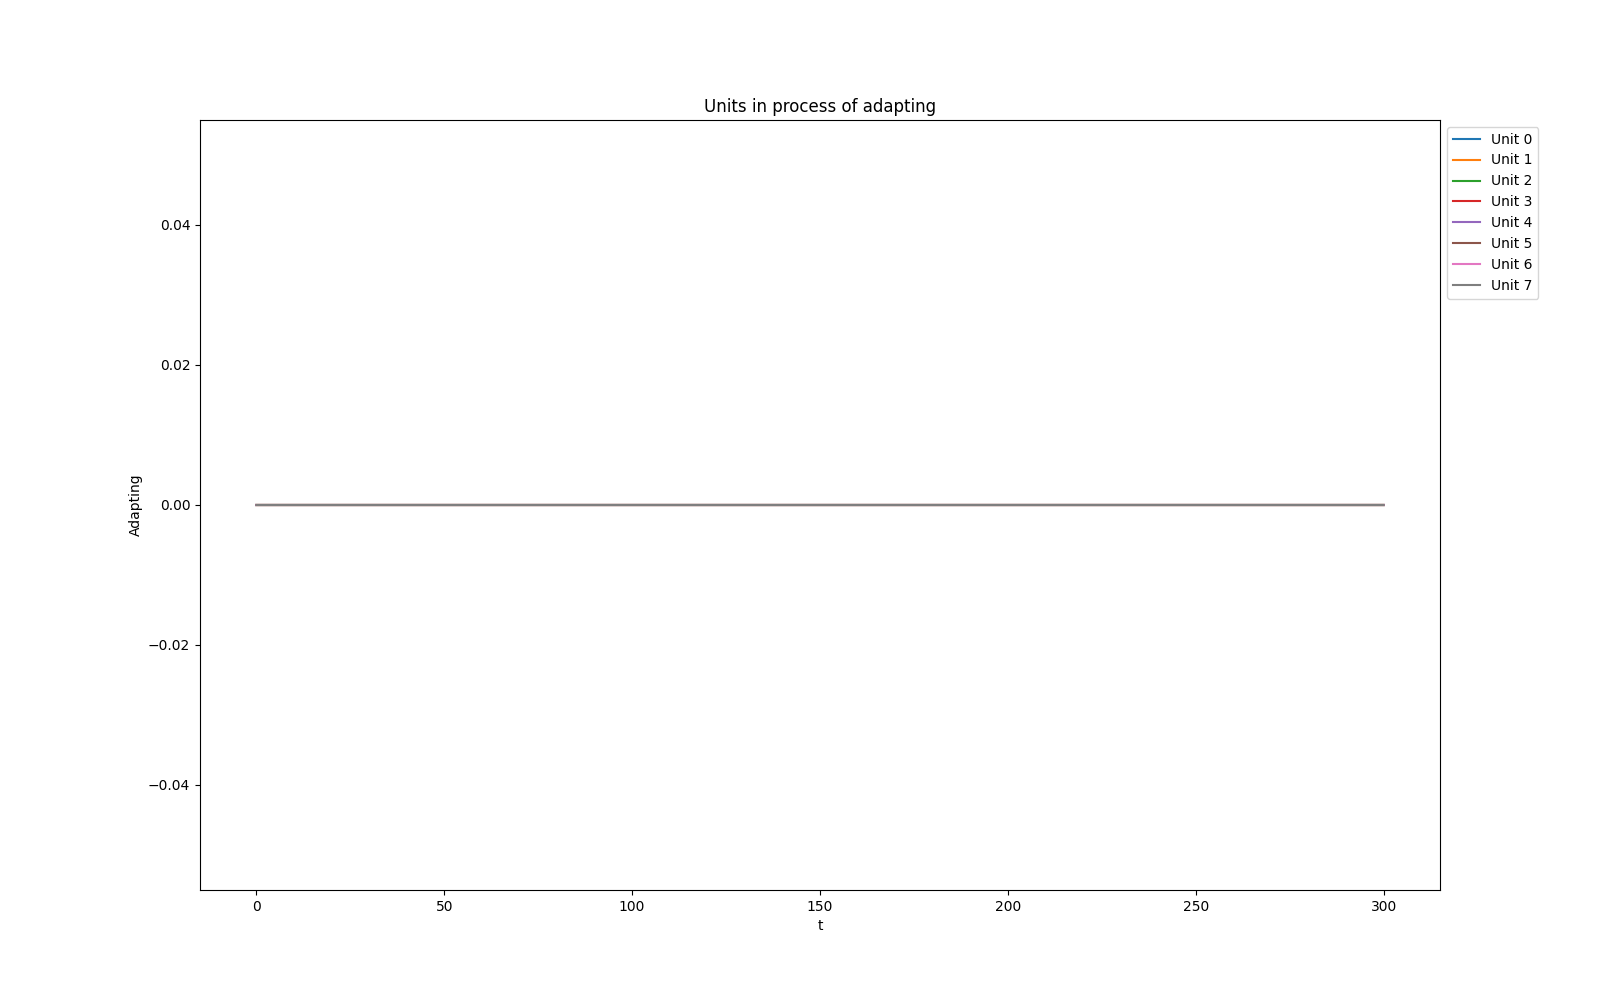 Units in process of adapting
Unit 0
Unit 1
Unit 2
Unit 3
Unit 4
Unit 5
Unit 6
Unit 7
Adapting
0.04
0.02
0.00
−0.02
−0.04
0 50 100 150 200 250 300
t